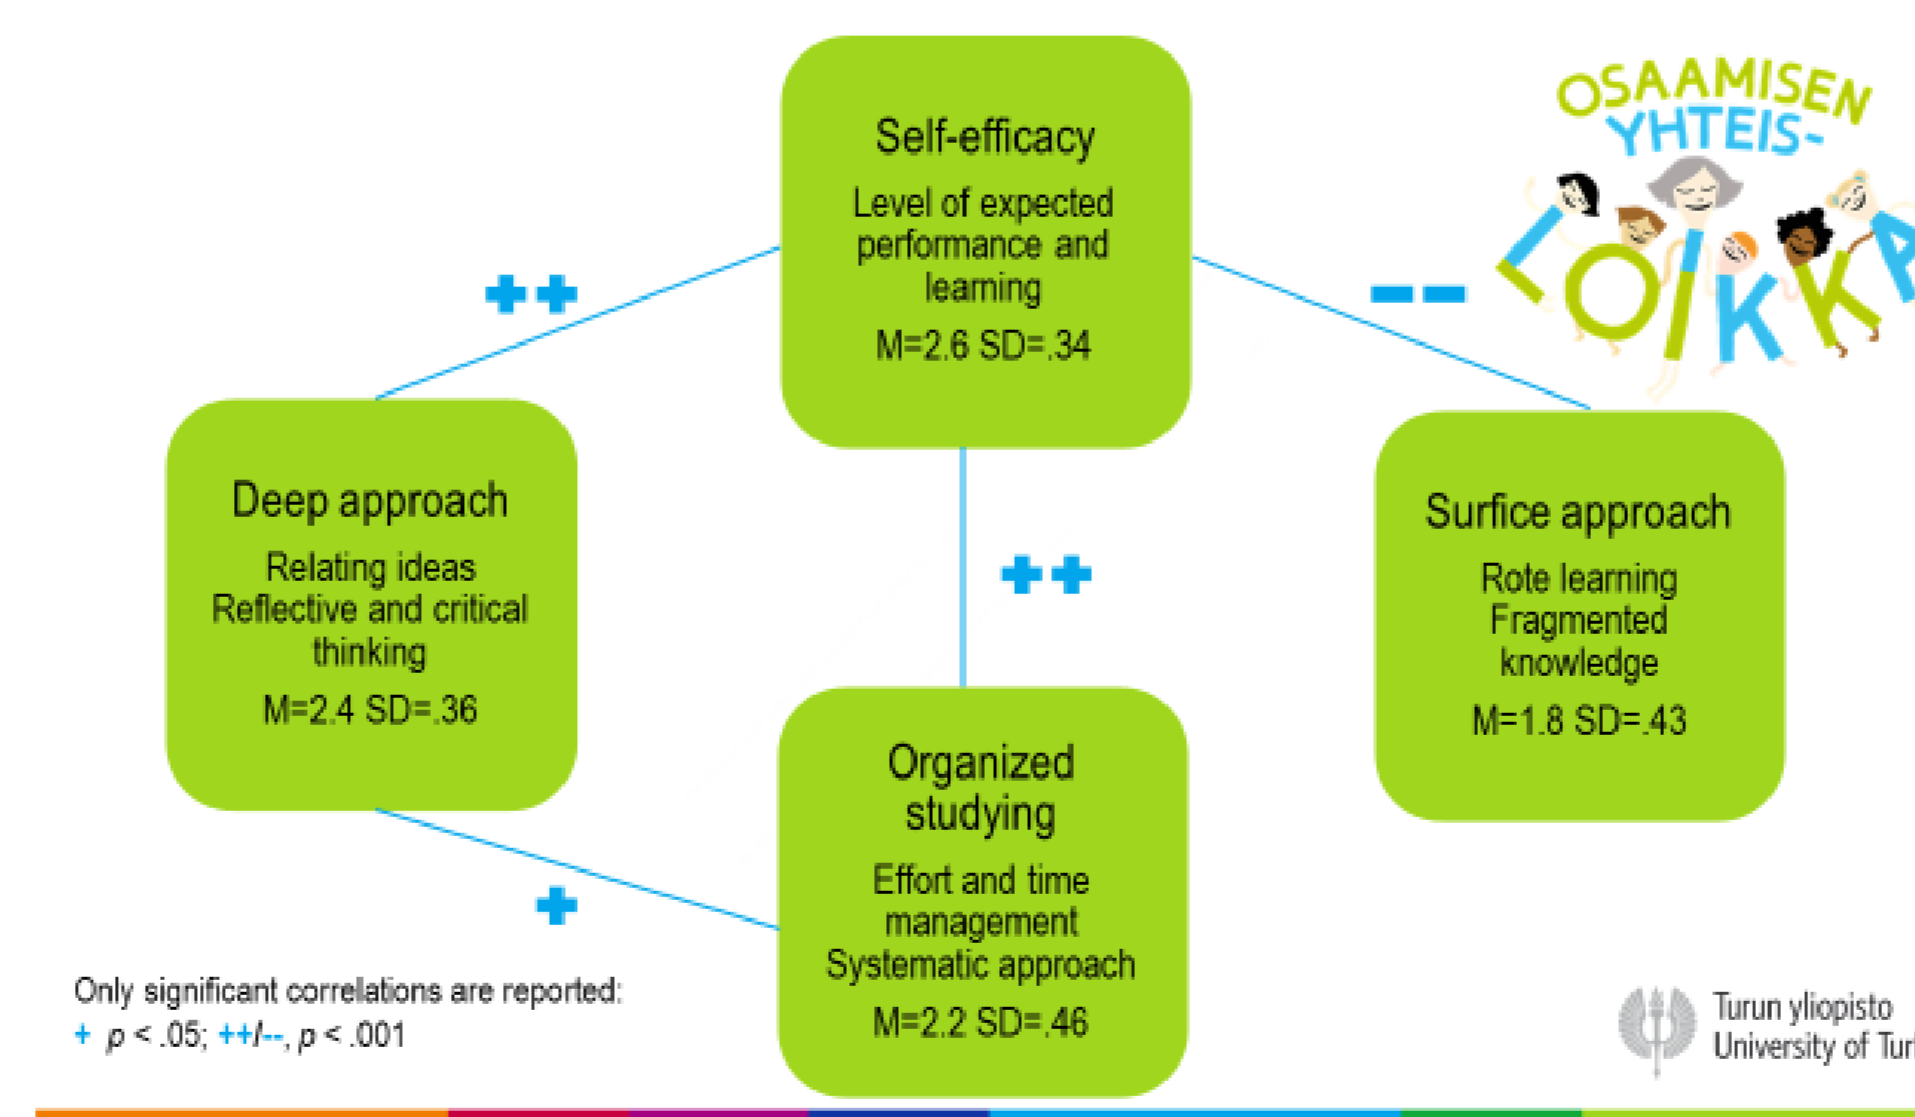 Self-efficacy
Level of expected
performance and
learning
M=2.6 SD=.34
OSAAMISEN
YHTEIS-
LOIKKA
++
--
Deep approach
Relating ideas
Reflective and critical
thinking
M=2.4 SD=.36
Surfice approach
Rote learning
Fragmented
knowledge
M=1.8 SD=.43
++
Organized
studying
Effort and time
management
Systematic approach
M=2.2 SD=.46
+
Only significant correlations are reported:
+ p < .05; ++/--, p < .001
Turun yliopisto
University of